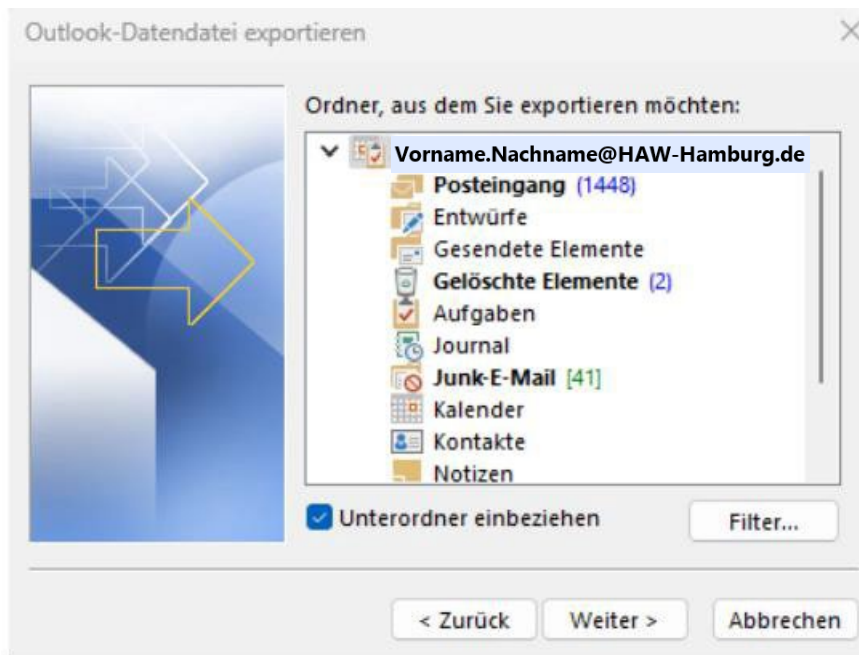 Outlook-Datendatei exportieren
Ordner, aus dem Sie exportieren möchten:
Vorname.Nachname@HAW-Hamburg.de
Posteingang (1448)
Entwürfe
Gesendete Elemente
Gelöschte Elemente (2)
Aufgaben
Journal
Junk-E-Mail [41]
Kalender
Kontakte
Notizen
Unterordner einbeziehen
Filter...
< Zurück Weiter > Abbrechen